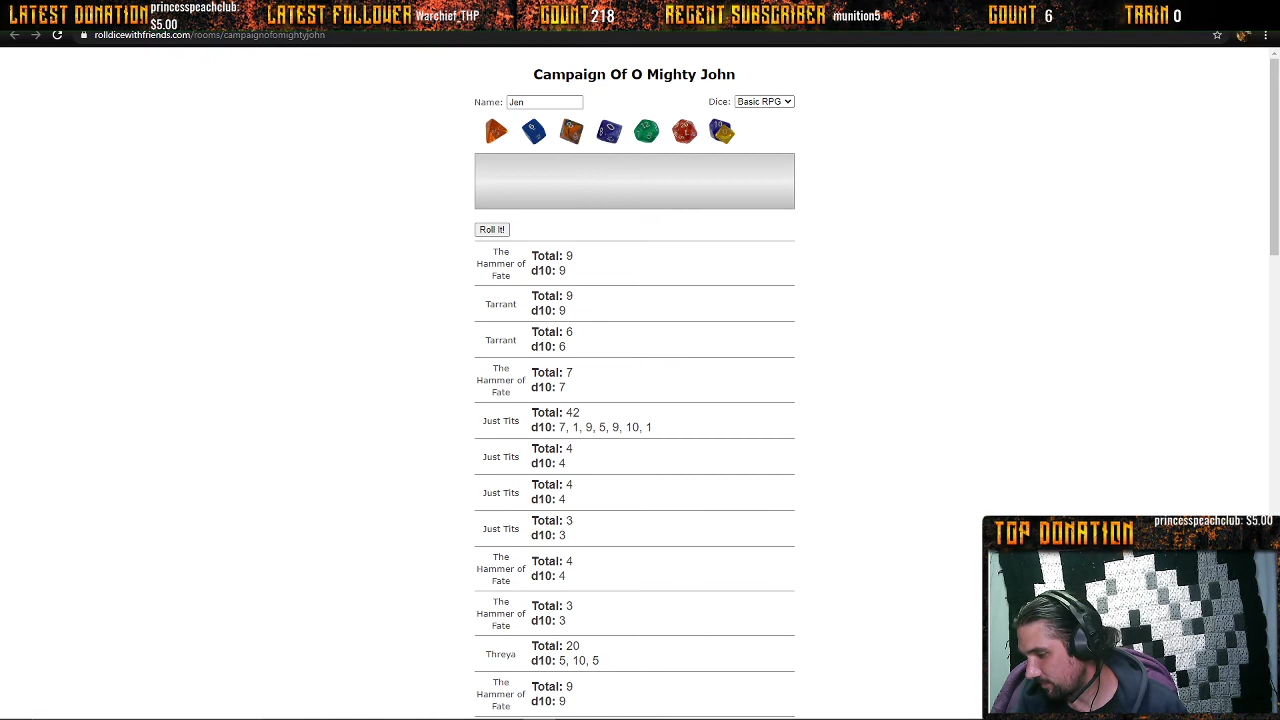 LATEST DONATION princesspeachclub: $5.00 LATEST FOLLOWER Warchief_THP COUNT 218 RECENT SUBSCRIBER munition5 COUNT 6 TRAIN 0
rolldicewithfriends.com/rooms/campaignofomightyjohn
Campaign Of O Mighty John
Name: Jen Dice: Basic RPG
Roll It!
The Hammer of Fate
Total: 9
d10: 9
Tarrant
Total: 9
d10: 9
Tarrant
Total: 6
d10: 6
The Hammer of Fate
Total: 7
d10: 7
Just Tits
Total: 42
d10: 7, 1, 9, 5, 9, 10, 1
Just Tits
Total: 4
d10: 4
Just Tits
Total: 4
d10: 4
Just Tits
Total: 3
d10: 3
The Hammer of Fate
Total: 4
d10: 4
The Hammer of Fate
Total: 3
d10: 3
Threya
Total: 20
d10: 5, 10, 5
The Hammer of Fate
Total: 9
d10: 9
TOP DONATION princesspeachclub: $5.00